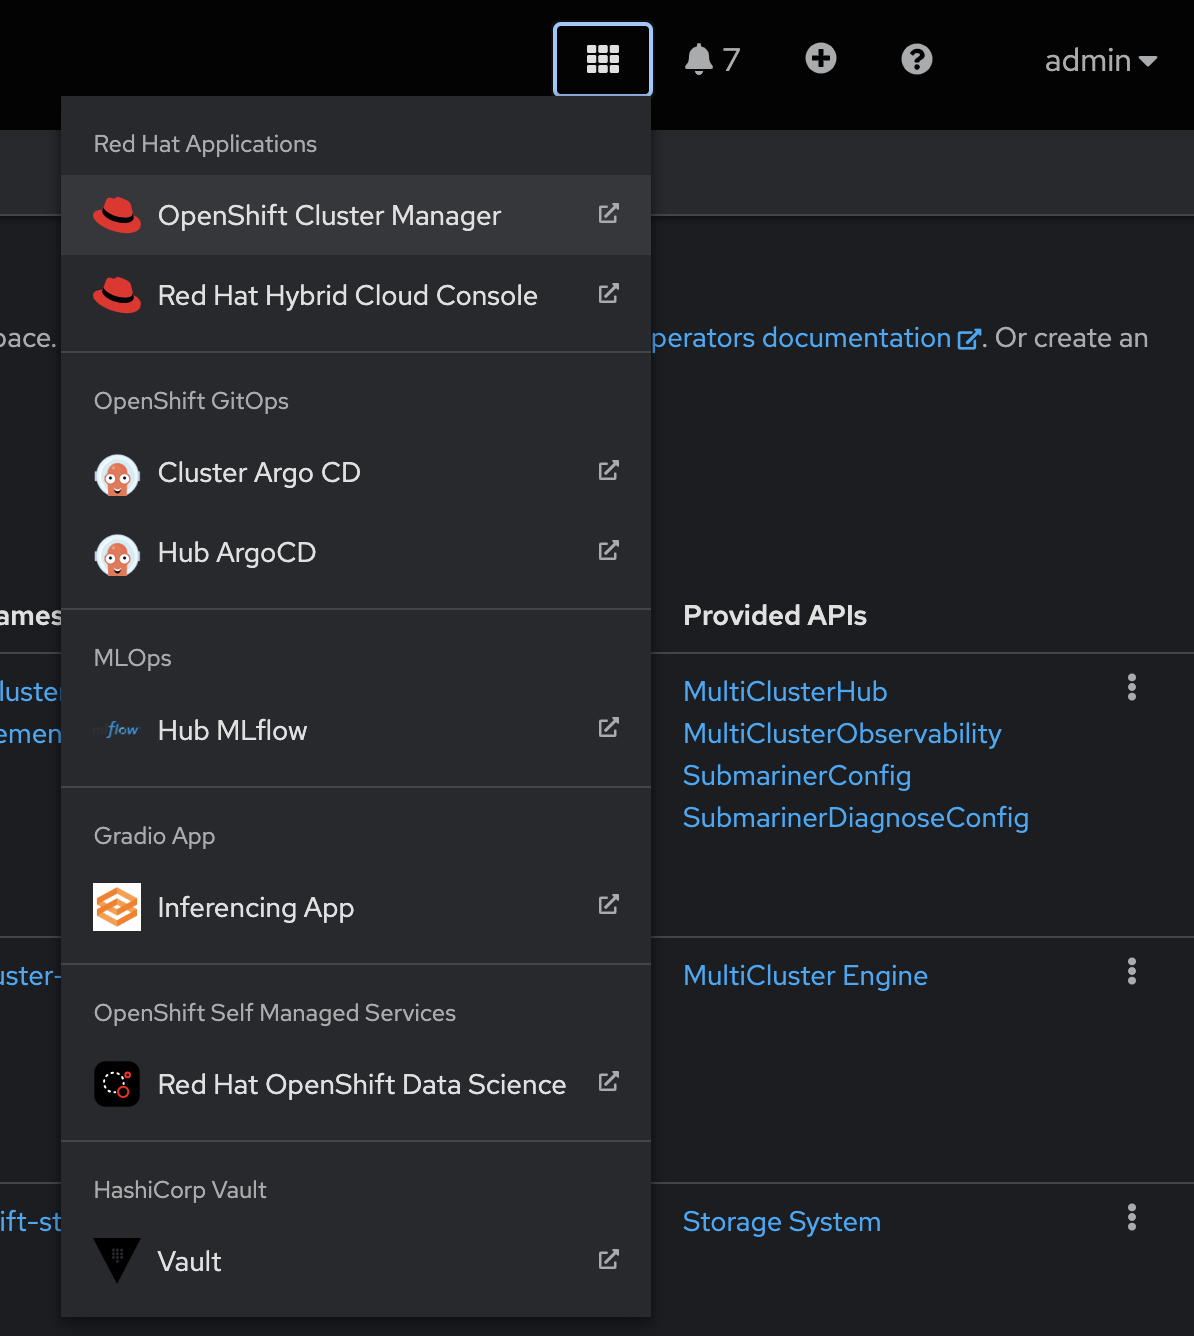 7
admin
Red Hat Applications
OpenShift Cluster Manager
Red Hat Hybrid Cloud Console
pace.
perators documentation . Or create an
OpenShift GitOps
Cluster Argo CD
Hub ArgoCD
ames
Provided APIs
MLOps
luster
MultiClusterHub
flow
Hub MLflow
emen
MultiClusterObservability
SubmarinerConfig
SubmarinerDiagnoseConfig
Gradio App
Inferencing App
uster-
MultiCluster Engine
OpenShift Self Managed Services
Red Hat OpenShift Data Science
HashiCorp Vault
ift-st
Storage System
Vault